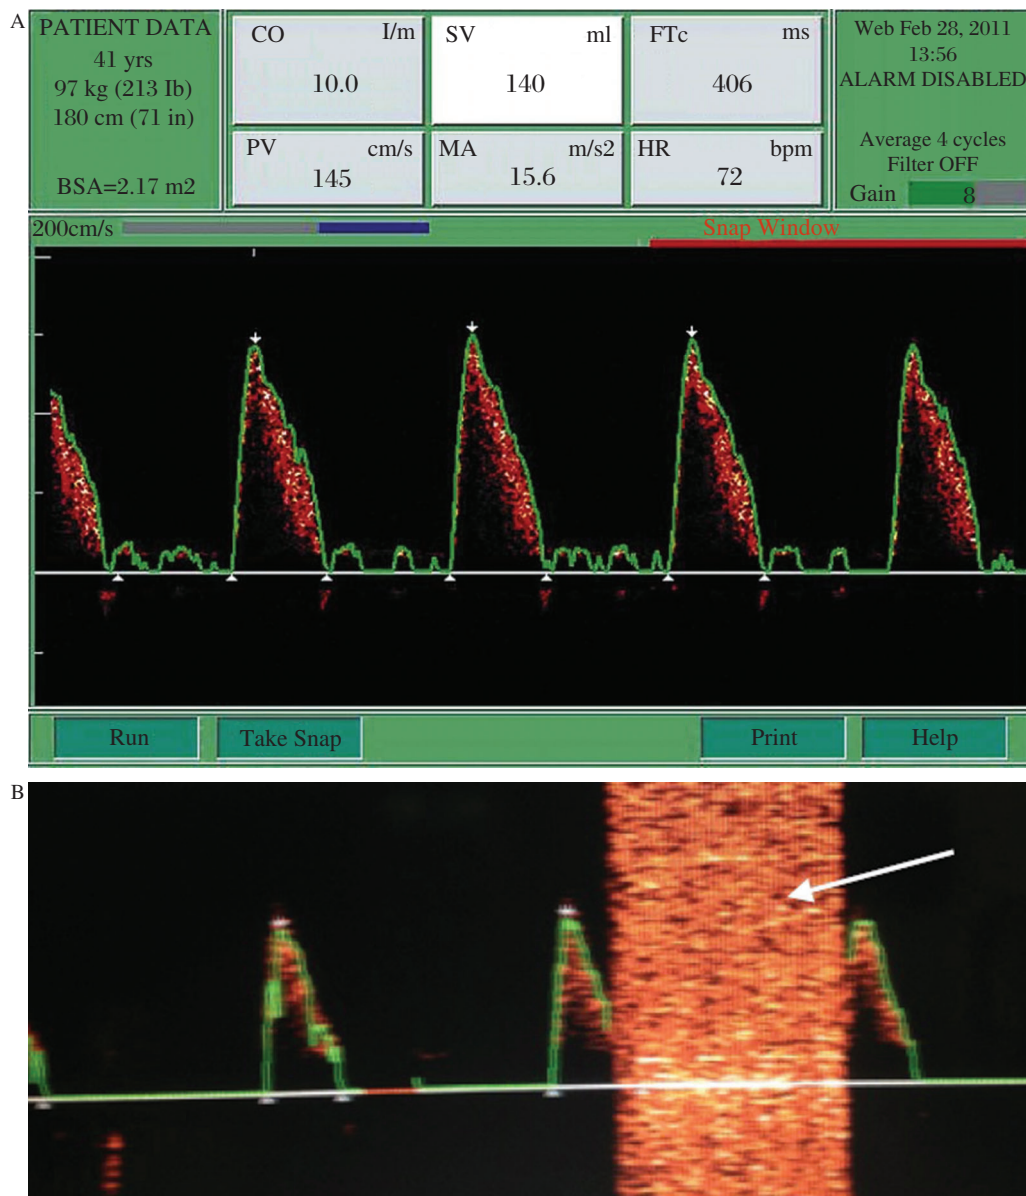 A
PATIENT DATA
41 yrs
97 kg (213 Ib)
180 cm (71 in)
BSA=2.17 m2
CO I/m
10.0
SV ml
140
FTc ms
406
PV cm/s
145
MA m/s2
15.6
HR bpm
72
Web Feb 28, 2011
13:56
ALARM DISABLED
Average 4 cycles
Filter OFF
Gain 8
200cm/s
Snap Window
Run
Take Snap
Print
Help
B